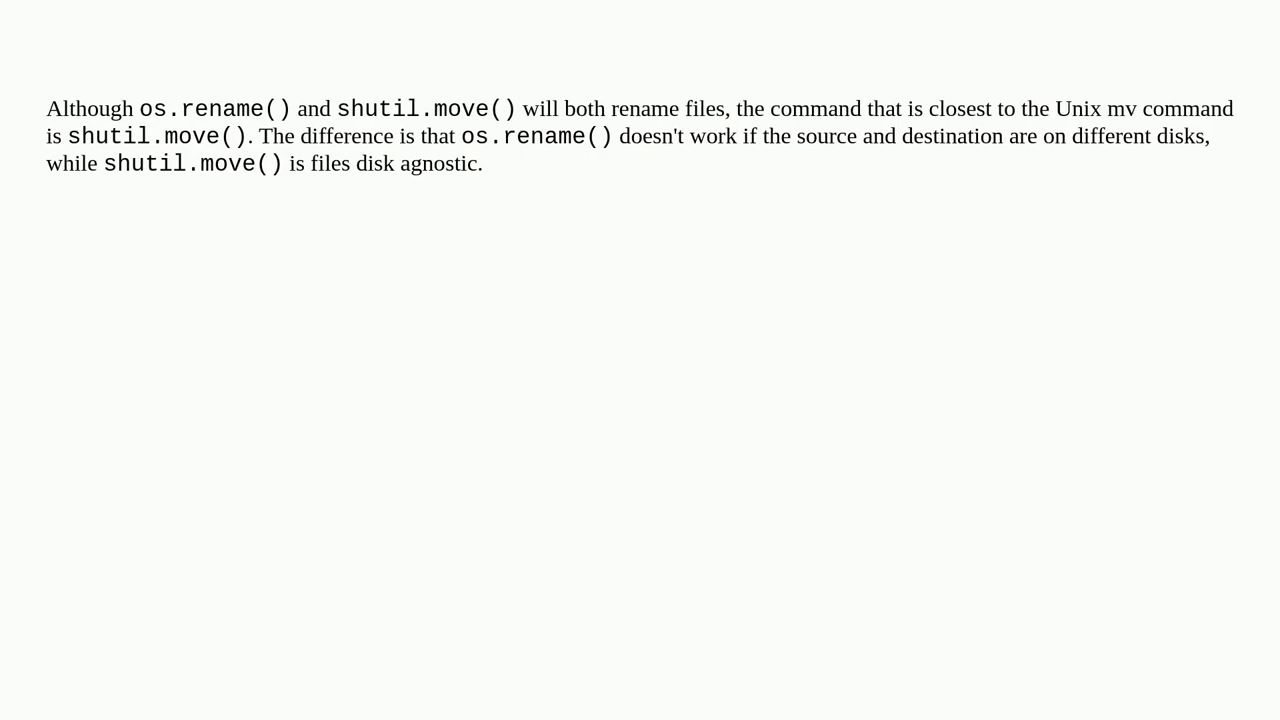 Although os.rename() and shutil.move() will both rename files, the command that is closest to the Unix mv command
is shutil.move(). The difference is that os.rename() doesn't work if the source and destination are on different disks,
while shutil.move() is files disk agnostic.